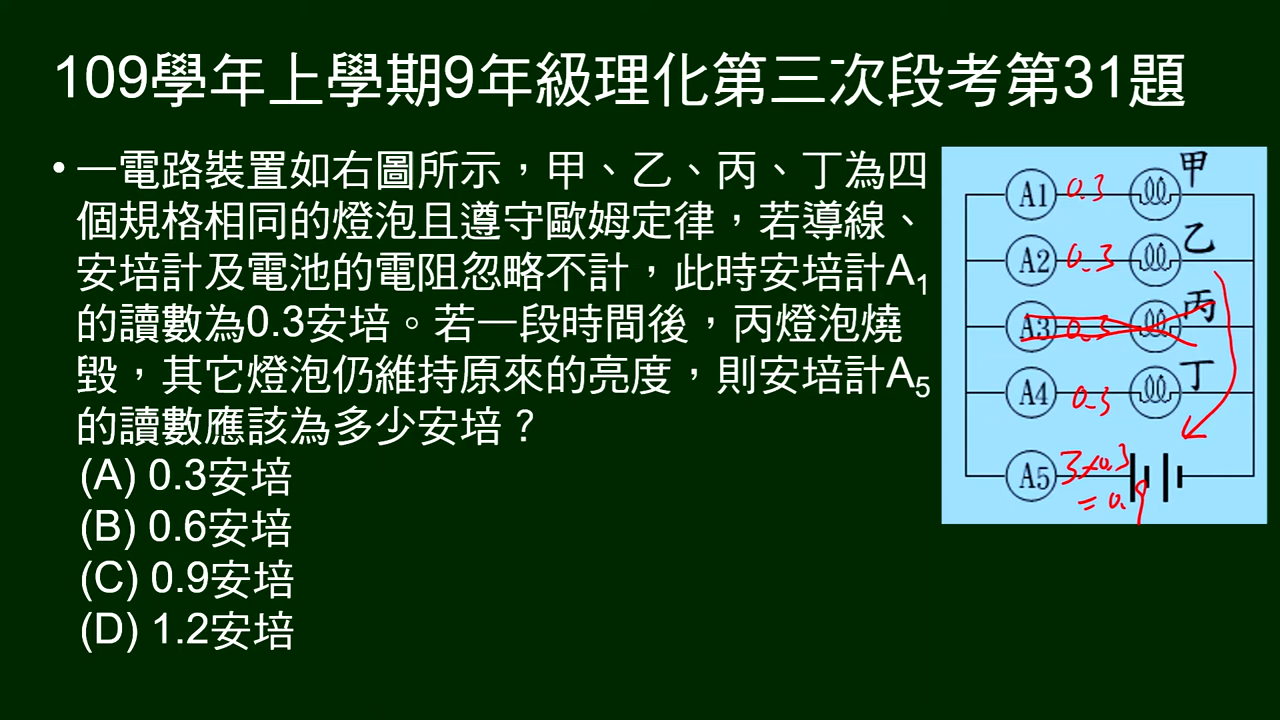 109學年上學期9年級理化第三次段考第31題
• 一電路裝置如右圖所示，甲、乙、丙、丁為四
個規格相同的燈泡且遵守歐姆定律，若導線、
安培計及電池的電阻忽略不計，此時安培計A₁
的讀數為0.3安培。若一段時間後，丙燈泡燒
毀，其它燈泡仍維持原來的亮度，則安培計A₅
的讀數應該為多少安培？
(A) 0.3安培
(B) 0.6安培
(C) 0.9安培
(D) 1.2安培
A1 0.3 甲
A2 0.3 乙
A3 0.3 丙
A4 0.3 丁
A5 3×0.3
= 0.9